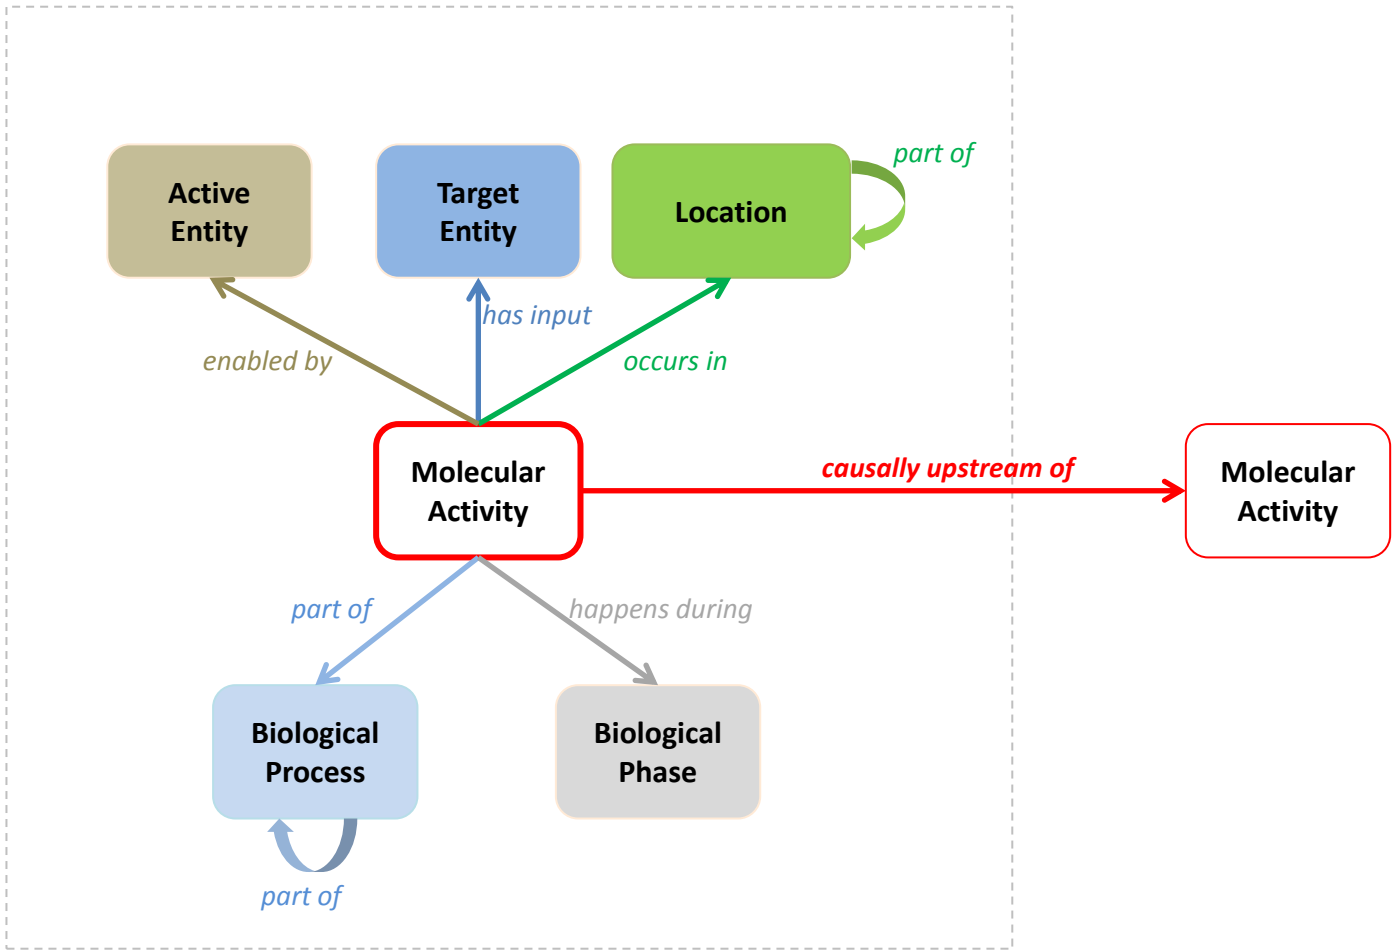 part of
Active
Entity
Target
Entity
Location
has input
enabled by
occurs in
Molecular
Activity
causally upstream of
Molecular
Activity
part of
happens during
Biological
Process
Biological
Phase
part of